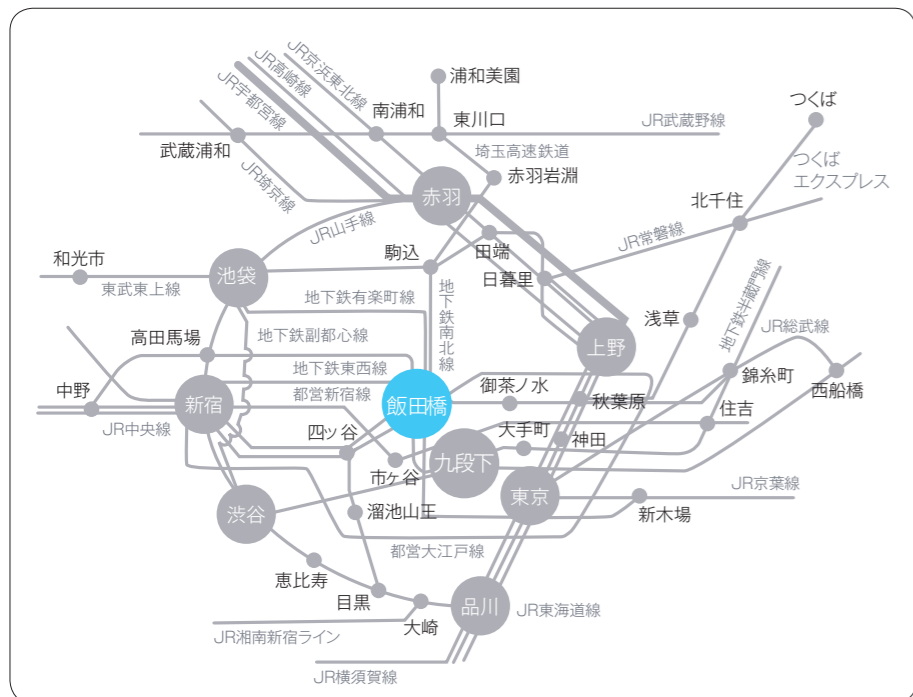 JR京浜東北線
JR高崎線
JR宇都宮線
浦和美園
南浦和
東川口
つくば
JR武蔵野線
武蔵浦和
埼玉高速鉄道
つくば
エクスプレス
JR埼京線
赤羽
赤羽岩淵
北千住
JR山手線
駒込
田端
JR常磐線
和光市
池袋
日暮里
東武東上線
地下鉄有楽町線
地下鉄南北線
浅草
地下鉄半蔵門線
高田馬場
地下鉄副都心線
上野
JR総武線
地下鉄東西線
御茶ノ水
錦糸町
西船橋
中野
新宿
都営新宿線
飯田橋
秋葉原
住吉
JR中央線
四ッ谷
大手町
神田
市ヶ谷
九段下
東京
JR京葉線
渋谷
溜池山王
新木場
都営大江戸線
恵比寿
目黒
品川
JR東海道線
大崎
JR湘南新宿ライン
JR横須賀線